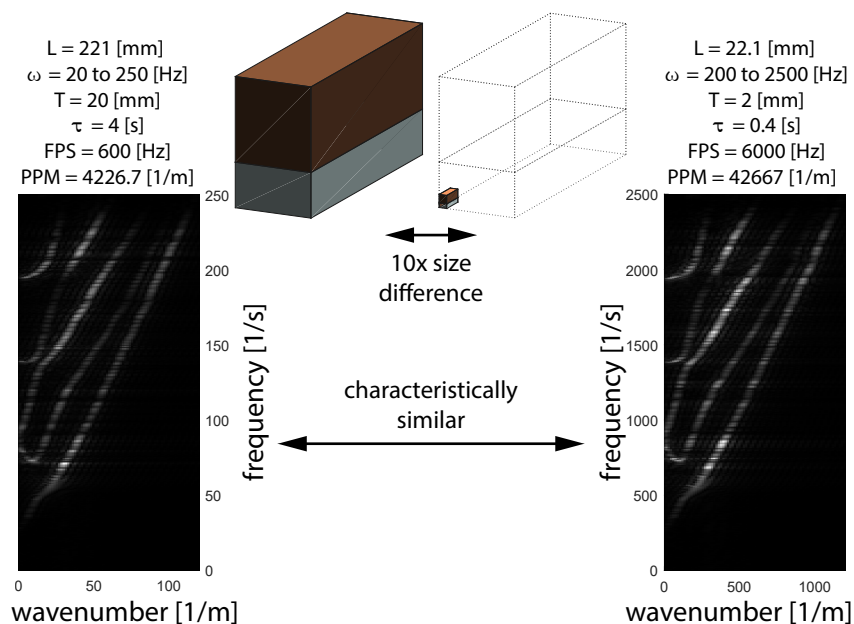 L = 221 [mm]
ω = 20 to 250 [Hz]
T = 20 [mm]
τ = 4 [s]
FPS = 600 [Hz]
PPM = 4226.7 [1/m]
250
200
150
100
50
0
frequency [1/s]
0 50 100
wavenumber [1/m]
10x size
difference
characteristically
similar
L = 22.1 [mm]
ω = 200 to 2500 [Hz]
T = 2 [mm]
τ = 0.4 [s]
FPS = 6000 [Hz]
PPM = 42667 [1/m]
2500
2000
1500
1000
500
0
frequency [1/s]
0 500 1000
wavenumber [1/m]